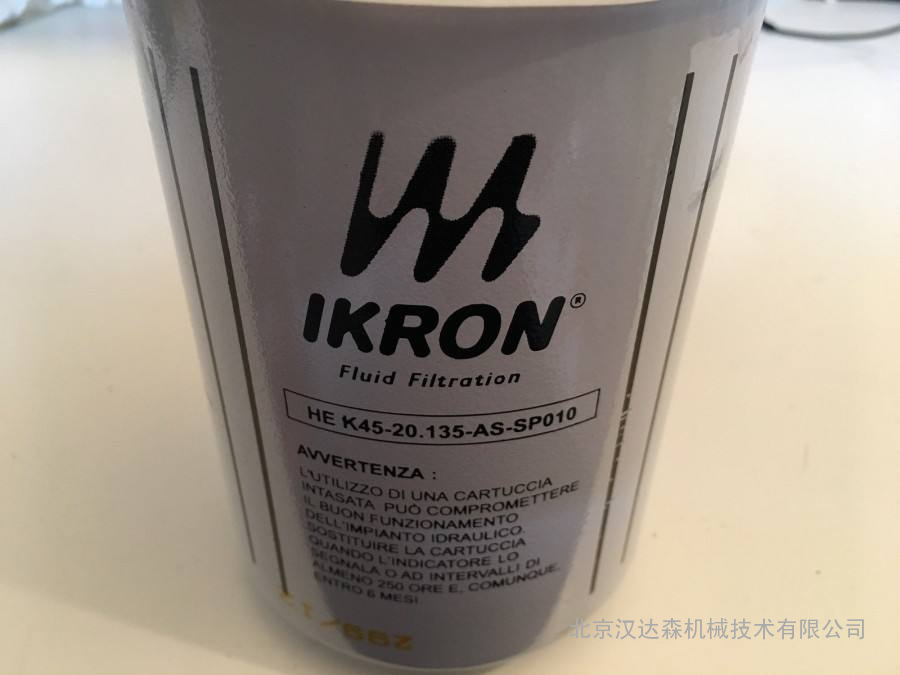 IKRON®
Fluid Filtration
HE K45-20.135-AS-SP010
AVVERTENZA :
L'UTILIZZO DI UNA CARTUCCIA
INTASATA PUÒ COMPROMETTERE
IL BUON FUNZIONAMENTO
DELL'IMPIANTO IDRAULICO.
SOSTITUIRE LA CARTUCCIA
QUANDO L'INDICATORE LO
SEGNALA O AD INTERVALLI DI
ALMENO 250 ORE E, COMUNQUE,
ENTRO 6 MESI
北京汉达森机械技术有限公司